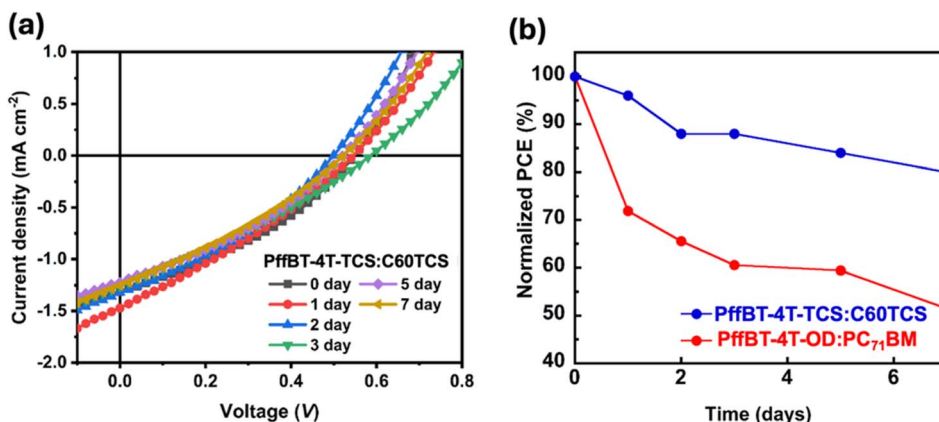 (a)
1.0
0.5
0.0
-0.5
-1.0
-1.5
-2.0
Current density (mA cm⁻²)
PffBT-4T-TCS:C60TCS
0 day 5 day
1 day 7 day
2 day
3 day
0.0 0.2 0.4 0.6 0.8
Voltage (V)
(b)
100
90
80
70
60
50
40
Normalized PCE (%)
PffBT-4T-TCS:C60TCS
PffBT-4T-OD:PC₇₁BM
0 2 4 6
Time (days)